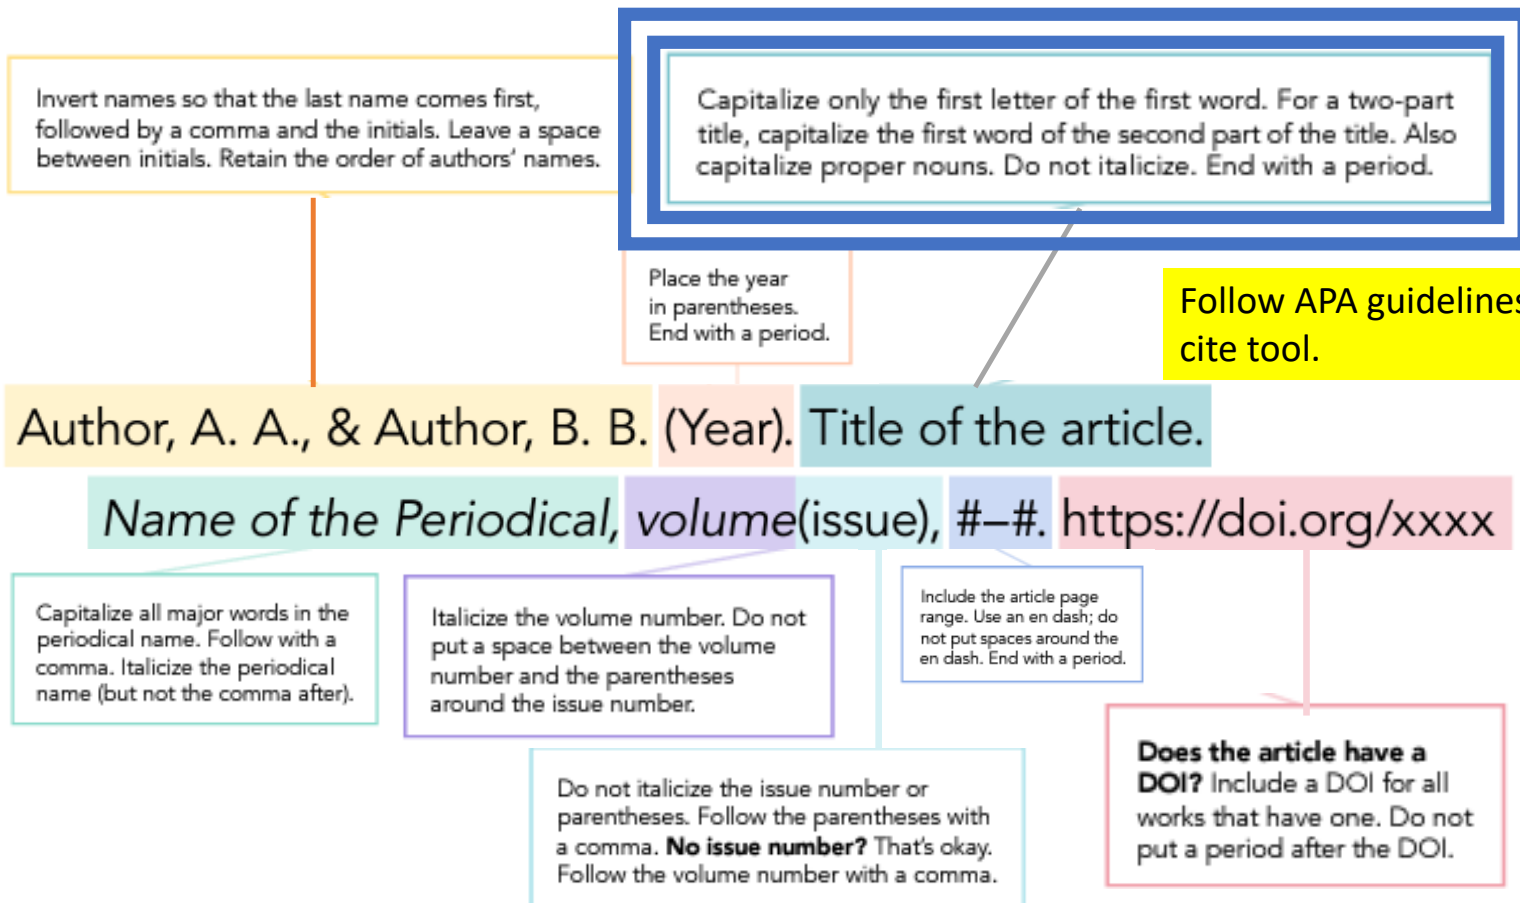 Invert names so that the last name comes first,
followed by a comma and the initials. Leave a space
between initials. Retain the order of authors’ names.
Capitalize only the first letter of the first word. For a two-part
title, capitalize the first word of the second part of the title. Also
capitalize proper nouns. Do not italicize. End with a period.
Place the year
in parentheses.
End with a period.
Follow APA guidelines
cite tool.
Author, A. A., & Author, B. B. (Year). Title of the article.
Name of the Periodical, volume(issue), #–#. https://doi.org/xxxx
Capitalize all major words in the
periodical name. Follow with a
comma. Italicize the periodical
name (but not the comma after).
Italicize the volume number. Do not
put a space between the volume
number and the parentheses
around the issue number.
Include the article page
range. Use an en dash; do
not put spaces around the
en dash. End with a period.
Do not italicize the issue number or
parentheses. Follow the parentheses with
a comma. No issue number? That’s okay.
Follow the volume number with a comma.
Does the article have a
DOI? Include a DOI for all
works that have one. Do not
put a period after the DOI.